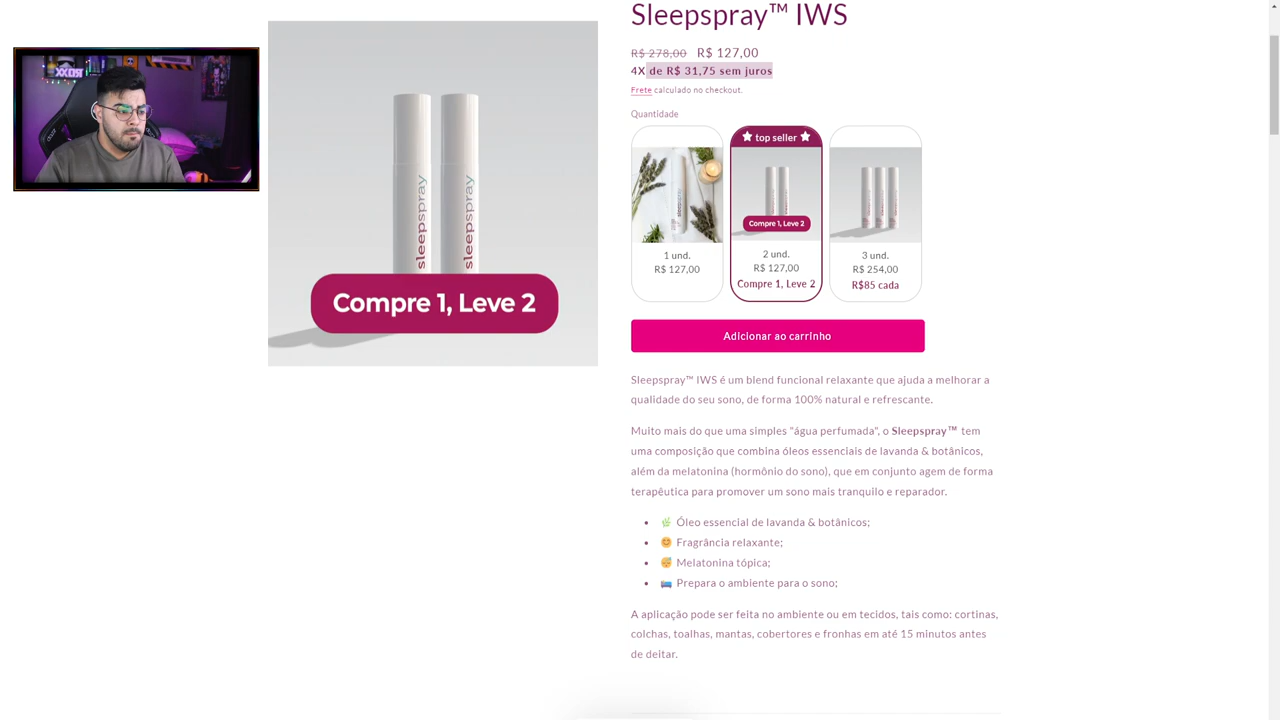 Sleepspray™ IWS
R$ 278,00 R$ 127,00
4X de R$ 31,75 sem juros
Frete calculado no checkout.
Quantidade
top seller
Compre 1, Leve 2
1 und.
R$ 127,00
2 und.
R$ 127,00
Compre 1, Leve 2
3 und.
R$ 254,00
R$85 cada
sleepspray
sleepspray
Compre 1, Leve 2
Adicionar ao carrinho
Sleepspray™ IWS é um blend funcional relaxante que ajuda a melhorar a
qualidade do seu sono, de forma 100% natural e refrescante.
Muito mais do que uma simples "água perfumada", o Sleepspray™ tem
uma composição que combina óleos essenciais de lavanda & botânicos,
além da melatonina (hormônio do sono), que em conjunto agem de forma
terapêutica para promover um sono mais tranquilo e reparador.
Óleo essencial de lavanda & botânicos;
Fragrância relaxante;
Melatonina tópica;
Prepara o ambiente para o sono;
A aplicação pode ser feita no ambiente ou em tecidos, tais como: cortinas,
colchas, toalhas, mantas, cobertores e fronhas em até 15 minutos antes
de deitar.